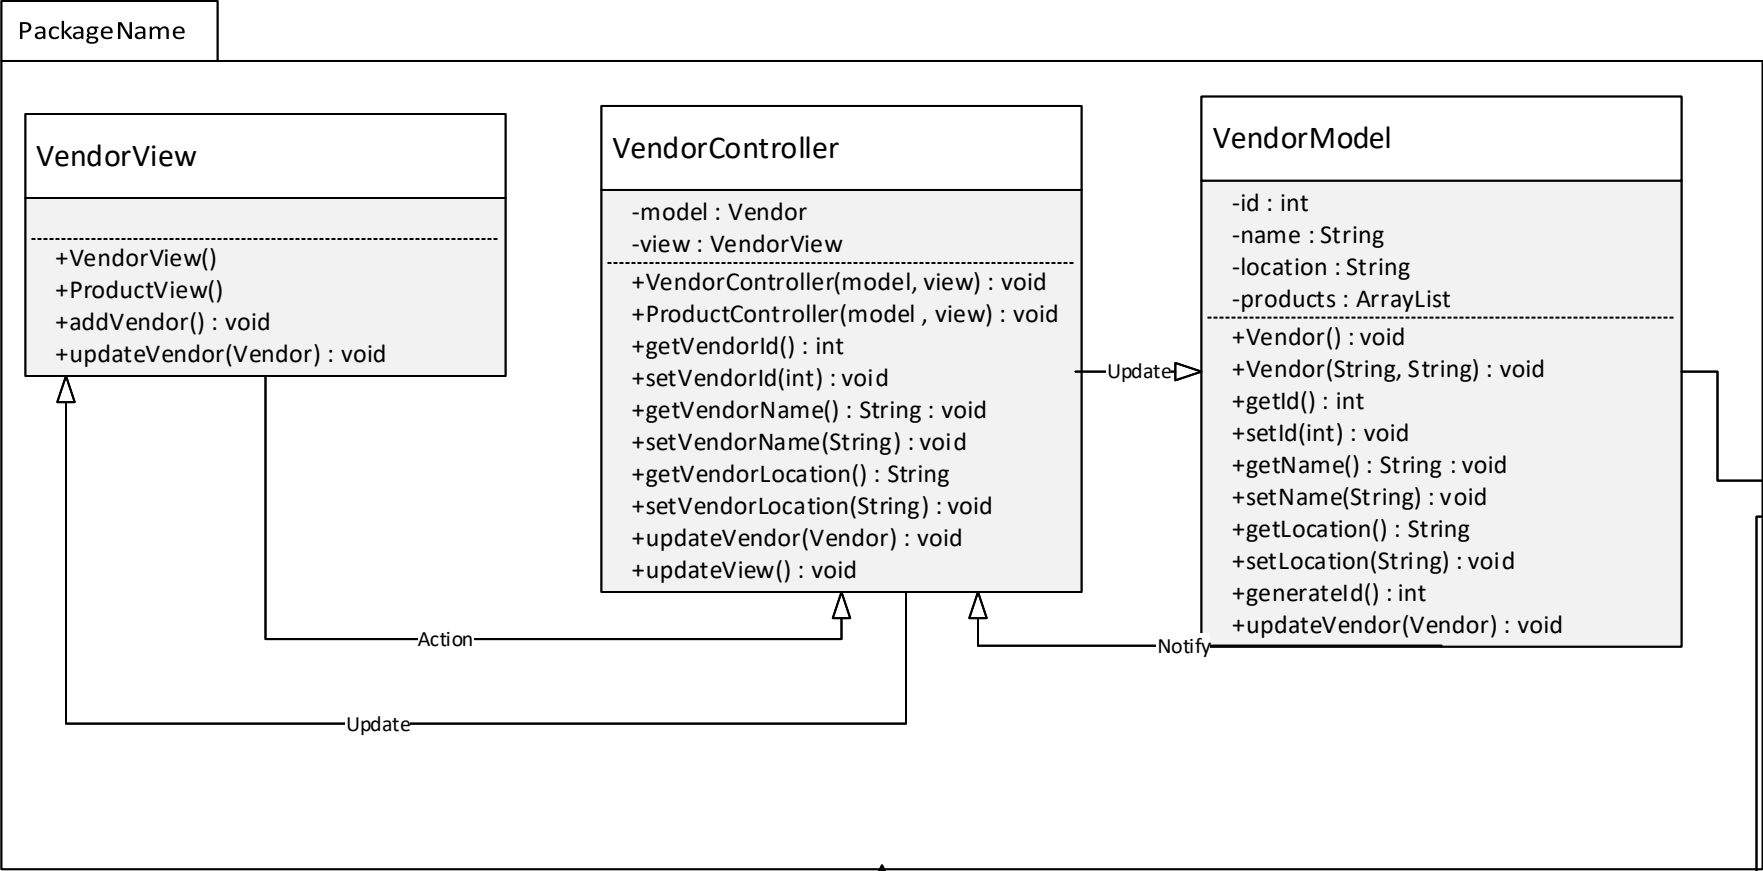 PackageName
VendorView
+VendorView()
+ProductView()
+addVendor() : void
+updateVendor(Vendor) : void
VendorController
-model : Vendor
-view : VendorView
+VendorController(model, view) : void
+ProductController(model , view) : void
+getVendorId() : int
+setVendorId(int) : void
+getVendorName() : String : void
+setVendorName(String) : void
+getVendorLocation() : String
+setVendorLocation(String) : void
+updateVendor(Vendor) : void
+updateView() : void
Update
VendorModel
-id : int
-name : String
-location : String
-products : ArrayList
+Vendor() : void
+Vendor(String, String) : void
+getId() : int
+setId(int) : void
+getName() : String : void
+setName(String) : void
+getLocation() : String
+setLocation(String) : void
+generateId() : int
+updateVendor(Vendor) : void
Action
Notify
Update